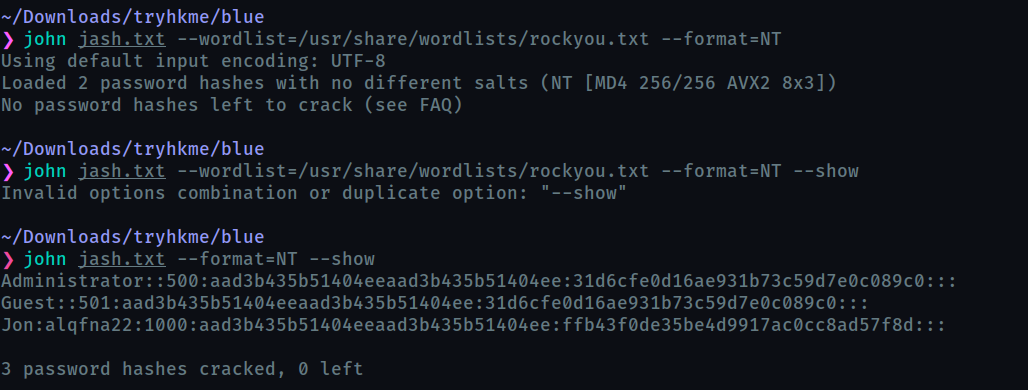 ~/Downloads/tryhkme/blue
❯ john jash.txt --wordlist=/usr/share/wordlists/rockyou.txt --format=NT
Using default input encoding: UTF-8
Loaded 2 password hashes with no different salts (NT [MD4 256/256 AVX2 8x3])
No password hashes left to crack (see FAQ)
~/Downloads/tryhkme/blue
❯ john jash.txt --wordlist=/usr/share/wordlists/rockyou.txt --format=NT --show
Invalid options combination or duplicate option: "--show"
~/Downloads/tryhkme/blue
❯ john jash.txt --format=NT --show
Administrator::500:aad3b435b51404eeaad3b435b51404ee:31d6cfe0d16ae931b73c59d7e0c089c0:::
Guest::501:aad3b435b51404eeaad3b435b51404ee:31d6cfe0d16ae931b73c59d7e0c089c0:::
Jon:alqfna22:1000:aad3b435b51404eeaad3b435b51404ee:ffb43f0de35be4d9917ac0cc8ad57f8d:::
3 password hashes cracked, 0 left